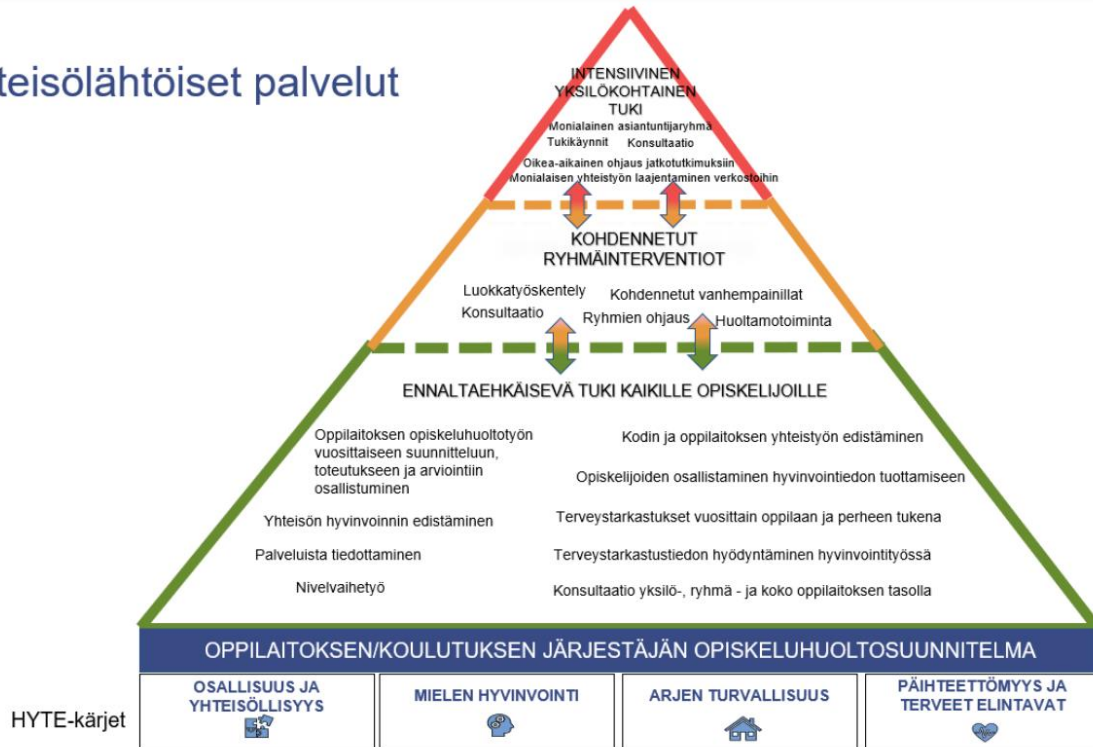 teisölähtöiset palvelut
INTENSIIVINEN
YKSILÖKOHTAINEN
TUKI
Monialainen asiantuntijaryhmä
Tukikäynnit Konsultaatio
Oikea-aikainen ohjaus jatkotutkimuksiin
Monialaisen yhteistyön laajentaminen verkostoihin
KOHDENNETUT
RYHMÄINTERVENTIOT
Luokkatyöskentely Kohdennetut vanhempainillat
Konsultaatio Ryhmien ohjaus Huoltamotoiminta
ENNALTAEHKÄISEVÄ TUKI KAIKILLE OPISKELIJOILLE
Oppilaitoksen opiskeluhuoltotyön
vuosittaiseen suunnitteluun,
toteutukseen ja arviointiin
osallistuminen
Yhteisön hyvinvoinnin edistäminen
Palveluista tiedottaminen
Nivelvaihetyö
Kodin ja oppilaitoksen yhteistyön edistäminen
Opiskelijoiden osallistaminen hyvinvointiedon tuottamiseen
Terveystarkastukset vuosittain oppilaan ja perheen tukena
Terveystarkastustiedon hyödyntäminen hyvinvointityössä
Konsultaatio yksilö-, ryhmä - ja koko oppilaitoksen tasolla
OPPILAITOKSEN/KOULUTUKSEN JÄRJESTÄJÄN OPISKELUHUOLTOSUUNNITELMA
HYTE-kärjet
OSALLISUUS JA
YHTEISÖLLISYYS
MIELEN HYVINVOINTI
ARJEN TURVALLISUUS
PÄIHTEETTÖMYYS JA
TERVEET ELINTAVAT